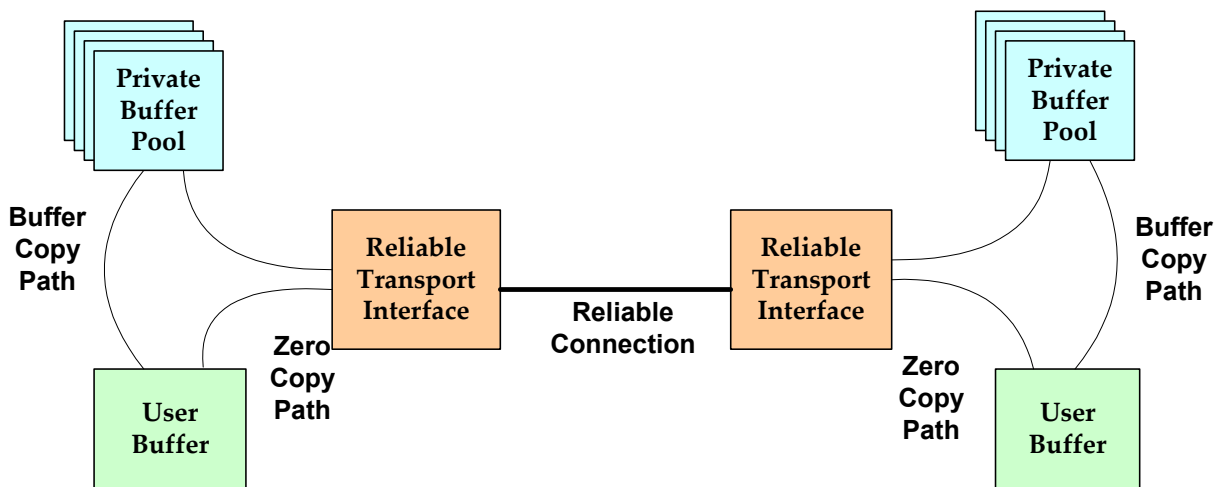 Private
Buffer
Pool
Buffer
Copy
Path
Reliable
Transport
Interface
Zero
Copy
Path
User
Buffer
Reliable
Connection
Private
Buffer
Pool
Reliable
Transport
Interface
Buffer
Copy
Path
Zero
Copy
Path
User
Buffer